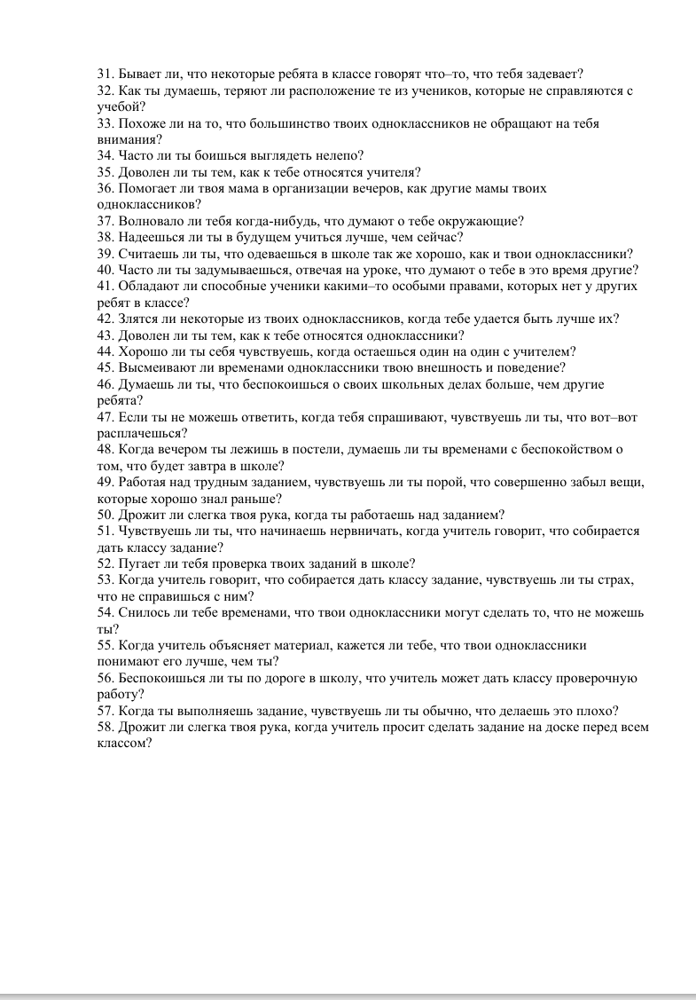 31. Бывает ли, что некоторые ребята в классе говорят что–то, что тебя задевает?
32. Как ты думаешь, теряют ли расположение те из учеников, которые не справляются с
учебой?
33. Похоже ли на то, что большинство твоих одноклассников не обращают на тебя
внимания?
34. Часто ли ты боишься выглядеть нелепо?
35. Доволен ли ты тем, как к тебе относятся учителя?
36. Помогает ли твоя мама в организации вечеров, как другие мамы твоих
одноклассников?
37. Волновало ли тебя когда-нибудь, что думают о тебе окружающие?
38. Надеешься ли ты в будущем учиться лучше, чем сейчас?
39. Считаешь ли ты, что одеваешься в школе так же хорошо, как и твои одноклассники?
40. Часто ли ты задумываешься, отвечая на уроке, что думают о тебе в это время другие?
41. Обладают ли способные ученики какими–то особыми правами, которых нет у других
ребят в классе?
42. Злятся ли некоторые из твоих одноклассников, когда тебе удается быть лучше их?
43. Доволен ли ты тем, как к тебе относятся одноклассники?
44. Хорошо ли ты себя чувствуешь, когда остаешься один на один с учителем?
45. Высмеивают ли временами одноклассники твою внешность и поведение?
46. Думаешь ли ты, что беспокоишься о своих школьных делах больше, чем другие
ребята?
47. Если ты не можешь ответить, когда тебя спрашивают, чувствуешь ли ты, что вот–вот
расплачешься?
48. Когда вечером ты лежишь в постели, думаешь ли ты временами с беспокойством о
том, что будет завтра в школе?
49. Работая над трудным заданием, чувствуешь ли ты порой, что совершенно забыл вещи,
которые хорошо знал раньше?
50. Дрожит ли слегка твоя рука, когда ты работаешь над заданием?
51. Чувствуешь ли ты, что начинаешь нервничать, когда учитель говорит, что собирается
дать классу задание?
52. Пугает ли тебя проверка твоих заданий в школе?
53. Когда учитель говорит, что собирается дать классу задание, чувствуешь ли ты страх,
что не справишься с ним?
54. Снилось ли тебе временами, что твои одноклассники могут сделать то, что не можешь
ты?
55. Когда учитель объясняет материал, кажется ли тебе, что твои одноклассники
понимают его лучше, чем ты?
56. Беспокоишься ли ты по дороге в школу, что учитель может дать классу проверочную
работу?
57. Когда ты выполняешь задание, чувствуешь ли ты обычно, что делаешь это плохо?
58. Дрожит ли слегка твоя рука, когда учитель просит сделать задание на доске перед всем
классом?